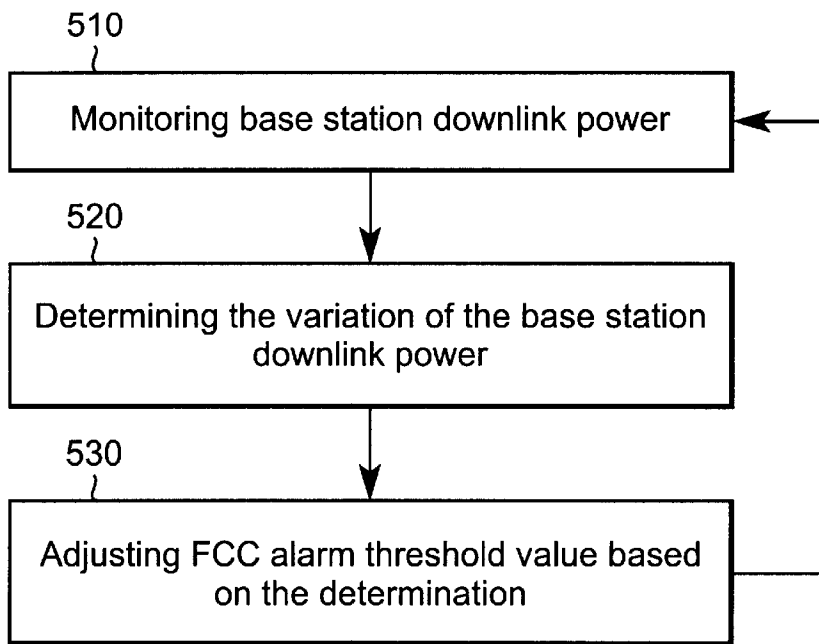 510
Monitoring base station downlink power
520
Determining the variation of the base station
downlink power
530
Adjusting FCC alarm threshold value based
on the determination